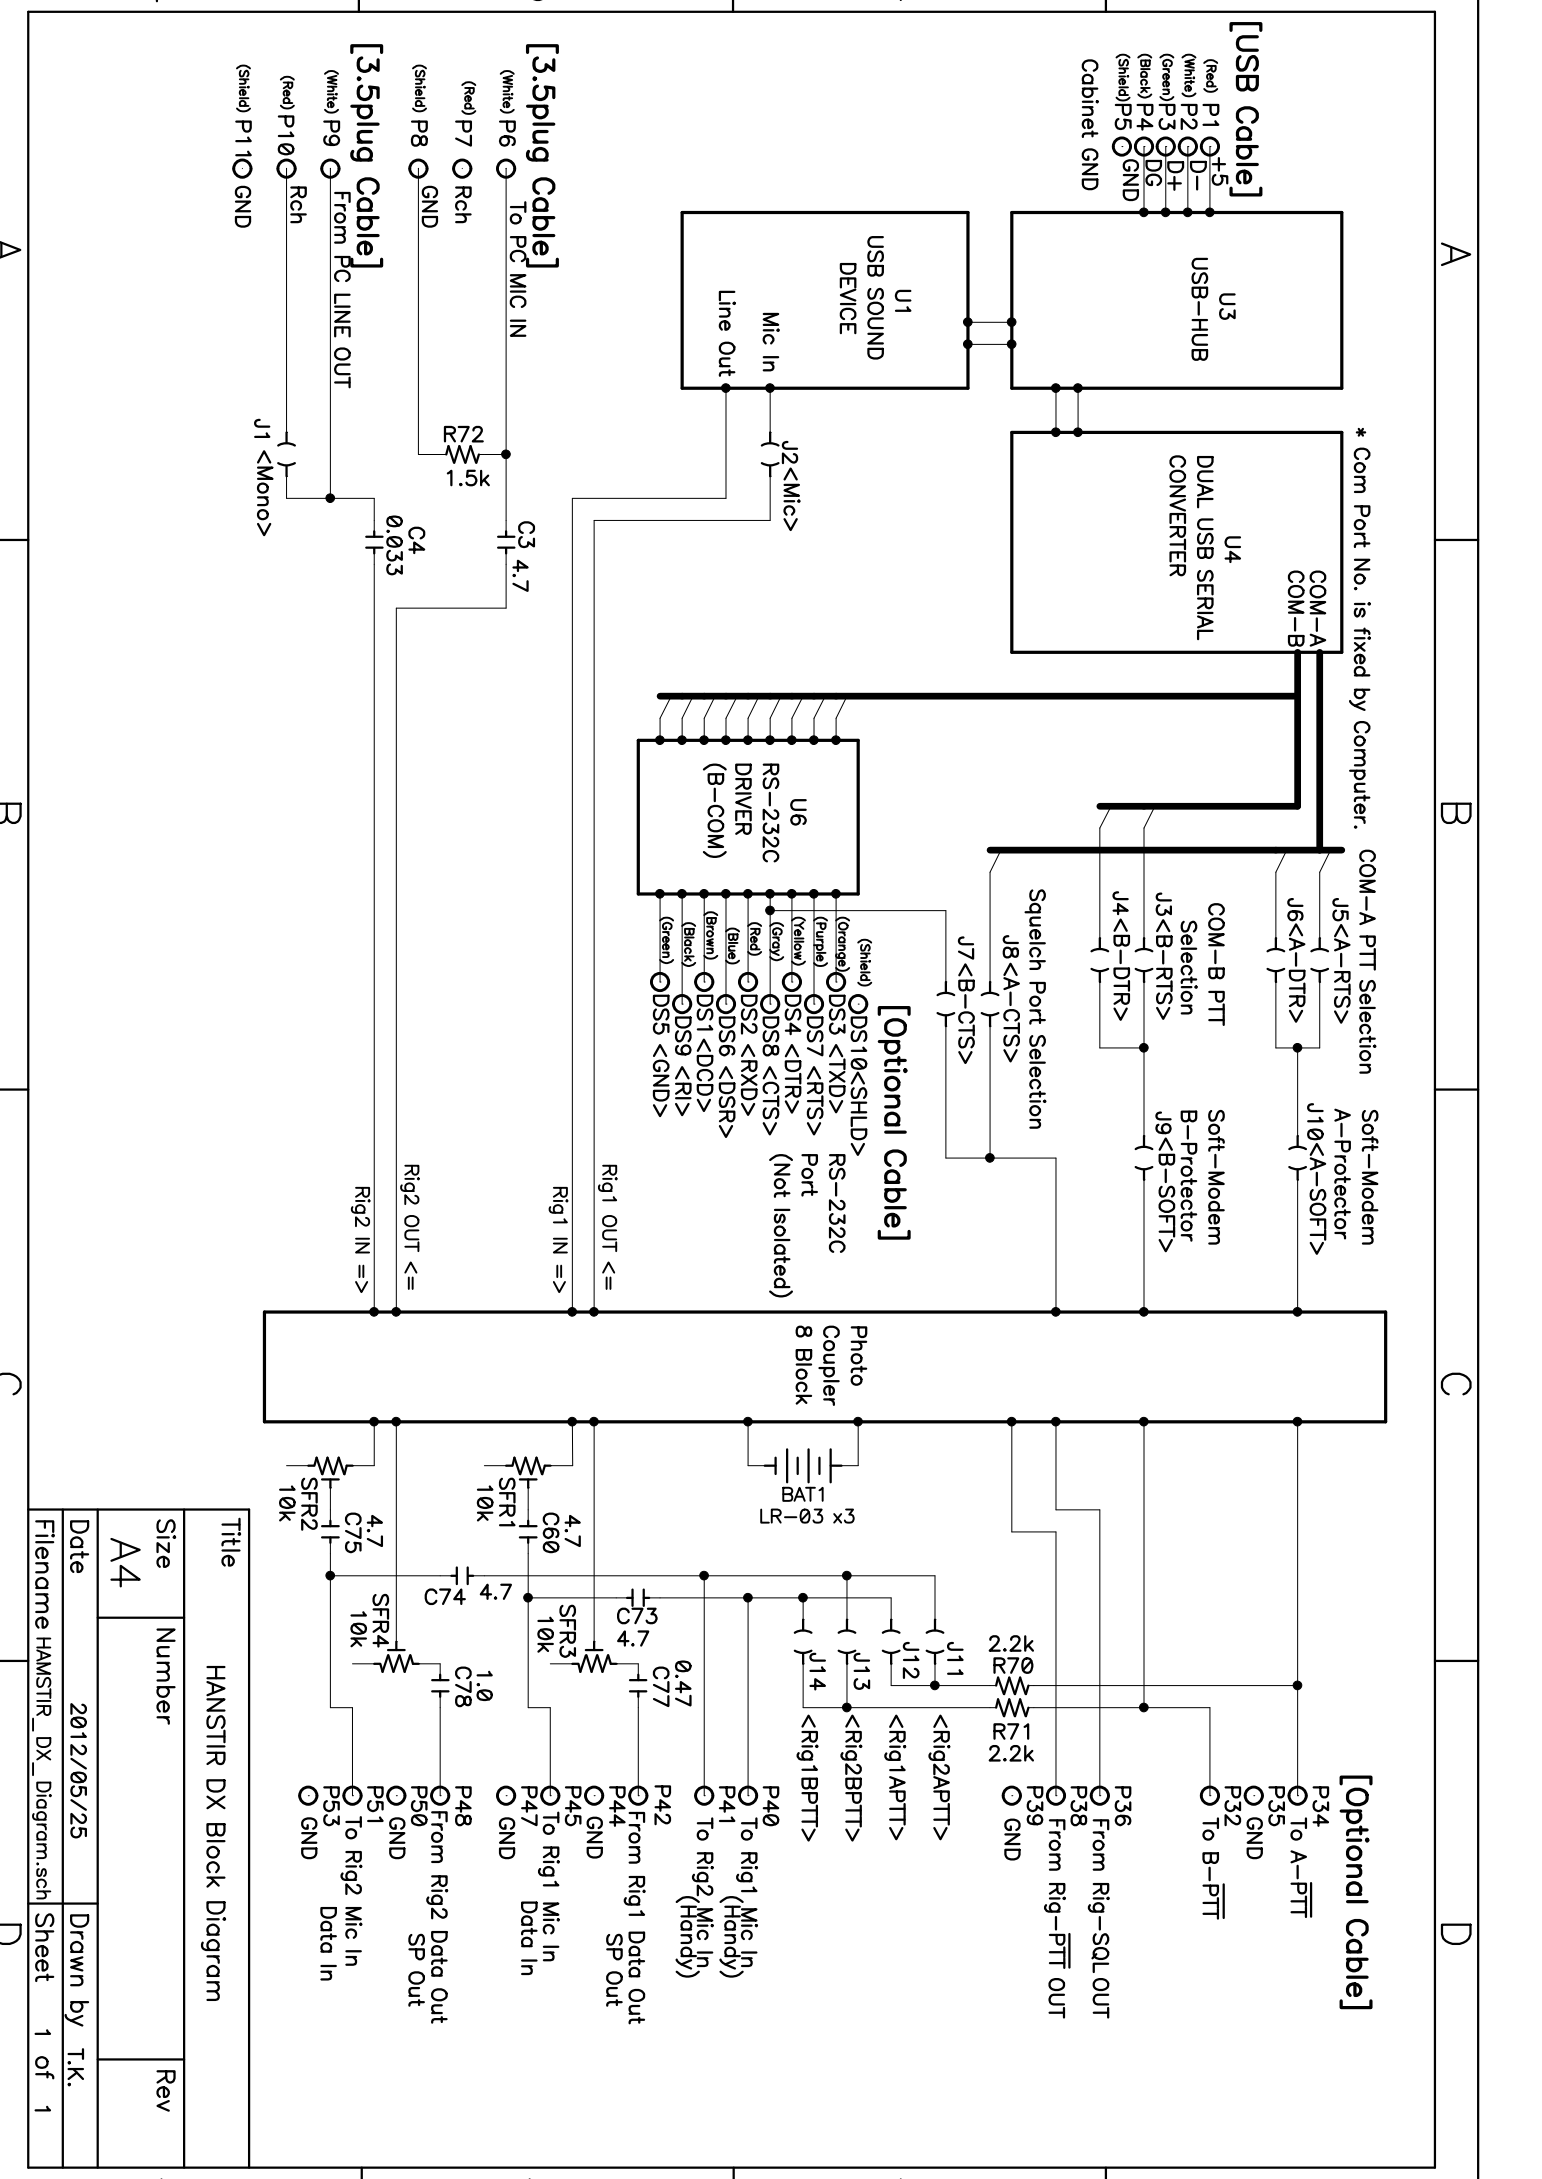 A
B
C
D
[USB Cable]
(Red) P1 +5
(White) P2 D-
(Green) P3 D+
(Black) P4 DG
(Shield) P5 GND
Cabinet GND
U3
USB-HUB
U1
USB SOUND
DEVICE
Mic In
Line Out
* Com Port No. is fixed by Computer.
U4
DUAL USB SERIAL
CONVERTER
COM-A
COM-B
COM-A PTT Selection
J5<A-RTS>
J6<A-DTR>
COM-B PTT
Selection
J3<B-RTS>
J4<B-DTR>
Squelch Port Selection
J8<A-CTS>
J7<B-CTS>
Soft-Modem
A-Protector
J10<A-SOFT>
Soft-Modem
B-Protector
J9<B-SOFT>
U6
RS-232C
DRIVER
(B-COM)
[Optional Cable]
(Shield) DS10<SHLD>
(Orange) DS3 <TXD>
(Purple) DS7 <RTS>
(Yellow) DS4 <DTR>
(Gray) DS8 <CTS>
(Red) DS2 <RXD>
(Blue) DS6 <DSR>
(Brown) DS1 <DCD>
(Black) DS9 <RI>
(Green) DS5 <GND>
RS-232C
Port
(Not Isolated)
J2<Mic>
[3.5plug Cable]
(White) P6 To PC MIC IN
(Red) P7 Rch
(Shield) P8 GND
R72
1.5k
C3 4.7
[3.5plug Cable]
(White) P9 From PC LINE OUT
(Red) P10 Rch
(Shield) P11 GND
J1 <Mono>
C4
0.033
Rig1 OUT <=
Rig1 IN =>
Rig2 OUT <=
Rig2 IN =>
Photo
Coupler
8 Block
BAT1
LR-03 x3
[Optional Cable]
P34 To A-PTT
P35 GND
P32 To B-PTT
P36 From Rig-SQLOUT
P38 From Rig-PTT OUT
P39 GND
2.2k
R70
R71
2.2k
J11 <Rig2APTT>
J12 <Rig1APTT>
J13 <Rig2BPTT>
J14 <Rig1BPTT>
P40 To Rig1 Mic In
(Handy)
P41 To Rig2 Mic In
(Handy)
P42 From Rig1 Data Out
SP Out
P44 GND
P45 To Rig1 Mic In
Data In
P47 GND
P48 From Rig2 Data Out
SP Out
P50 GND
P51 To Rig2 Mic In
Data In
P53 GND
SFR1
10k
4.7
C60
C73
4.7
SFR3
10k
0.47
C77
SFR2
10k
4.7
C75
C74 4.7
SFR4
10k
1.0
C78
Title
HANSTIR DX Block Diagram
Size
A4
Number
Rev
Date 2012/05/25
Drawn by T.K.
Filename HAMSTIR_DX_Diagram.sch
Sheet 1 of 1
A
B
C
D